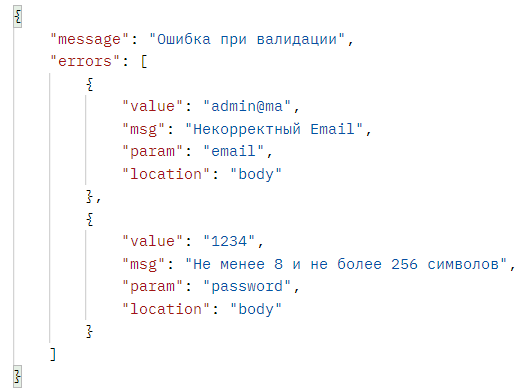 {
    "message": "Ошибка при валидации",
    "errors": [
        {
            "value": "admin@ma",
            "msg": "Некорректный Email",
            "param": "email",
            "location": "body"
        },
        {
            "value": "1234",
            "msg": "Не менее 8 и не более 256 символов",
            "param": "password",
            "location": "body"
        }
    ]
}